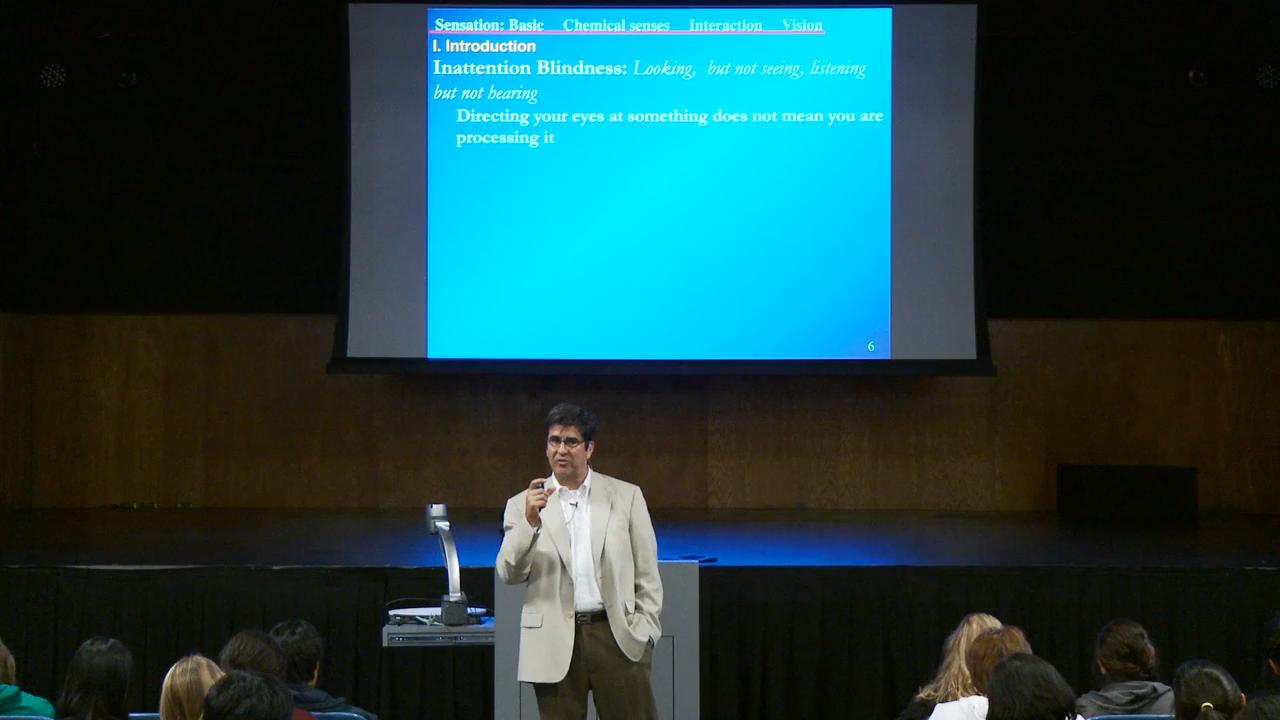 Sensation: Basic Chemical senses Interaction Vision
I. Introduction
Inattention Blindness: Looking, but not seeing, listening
but not hearing
Directing your eyes at something does not mean you are
processing it
6